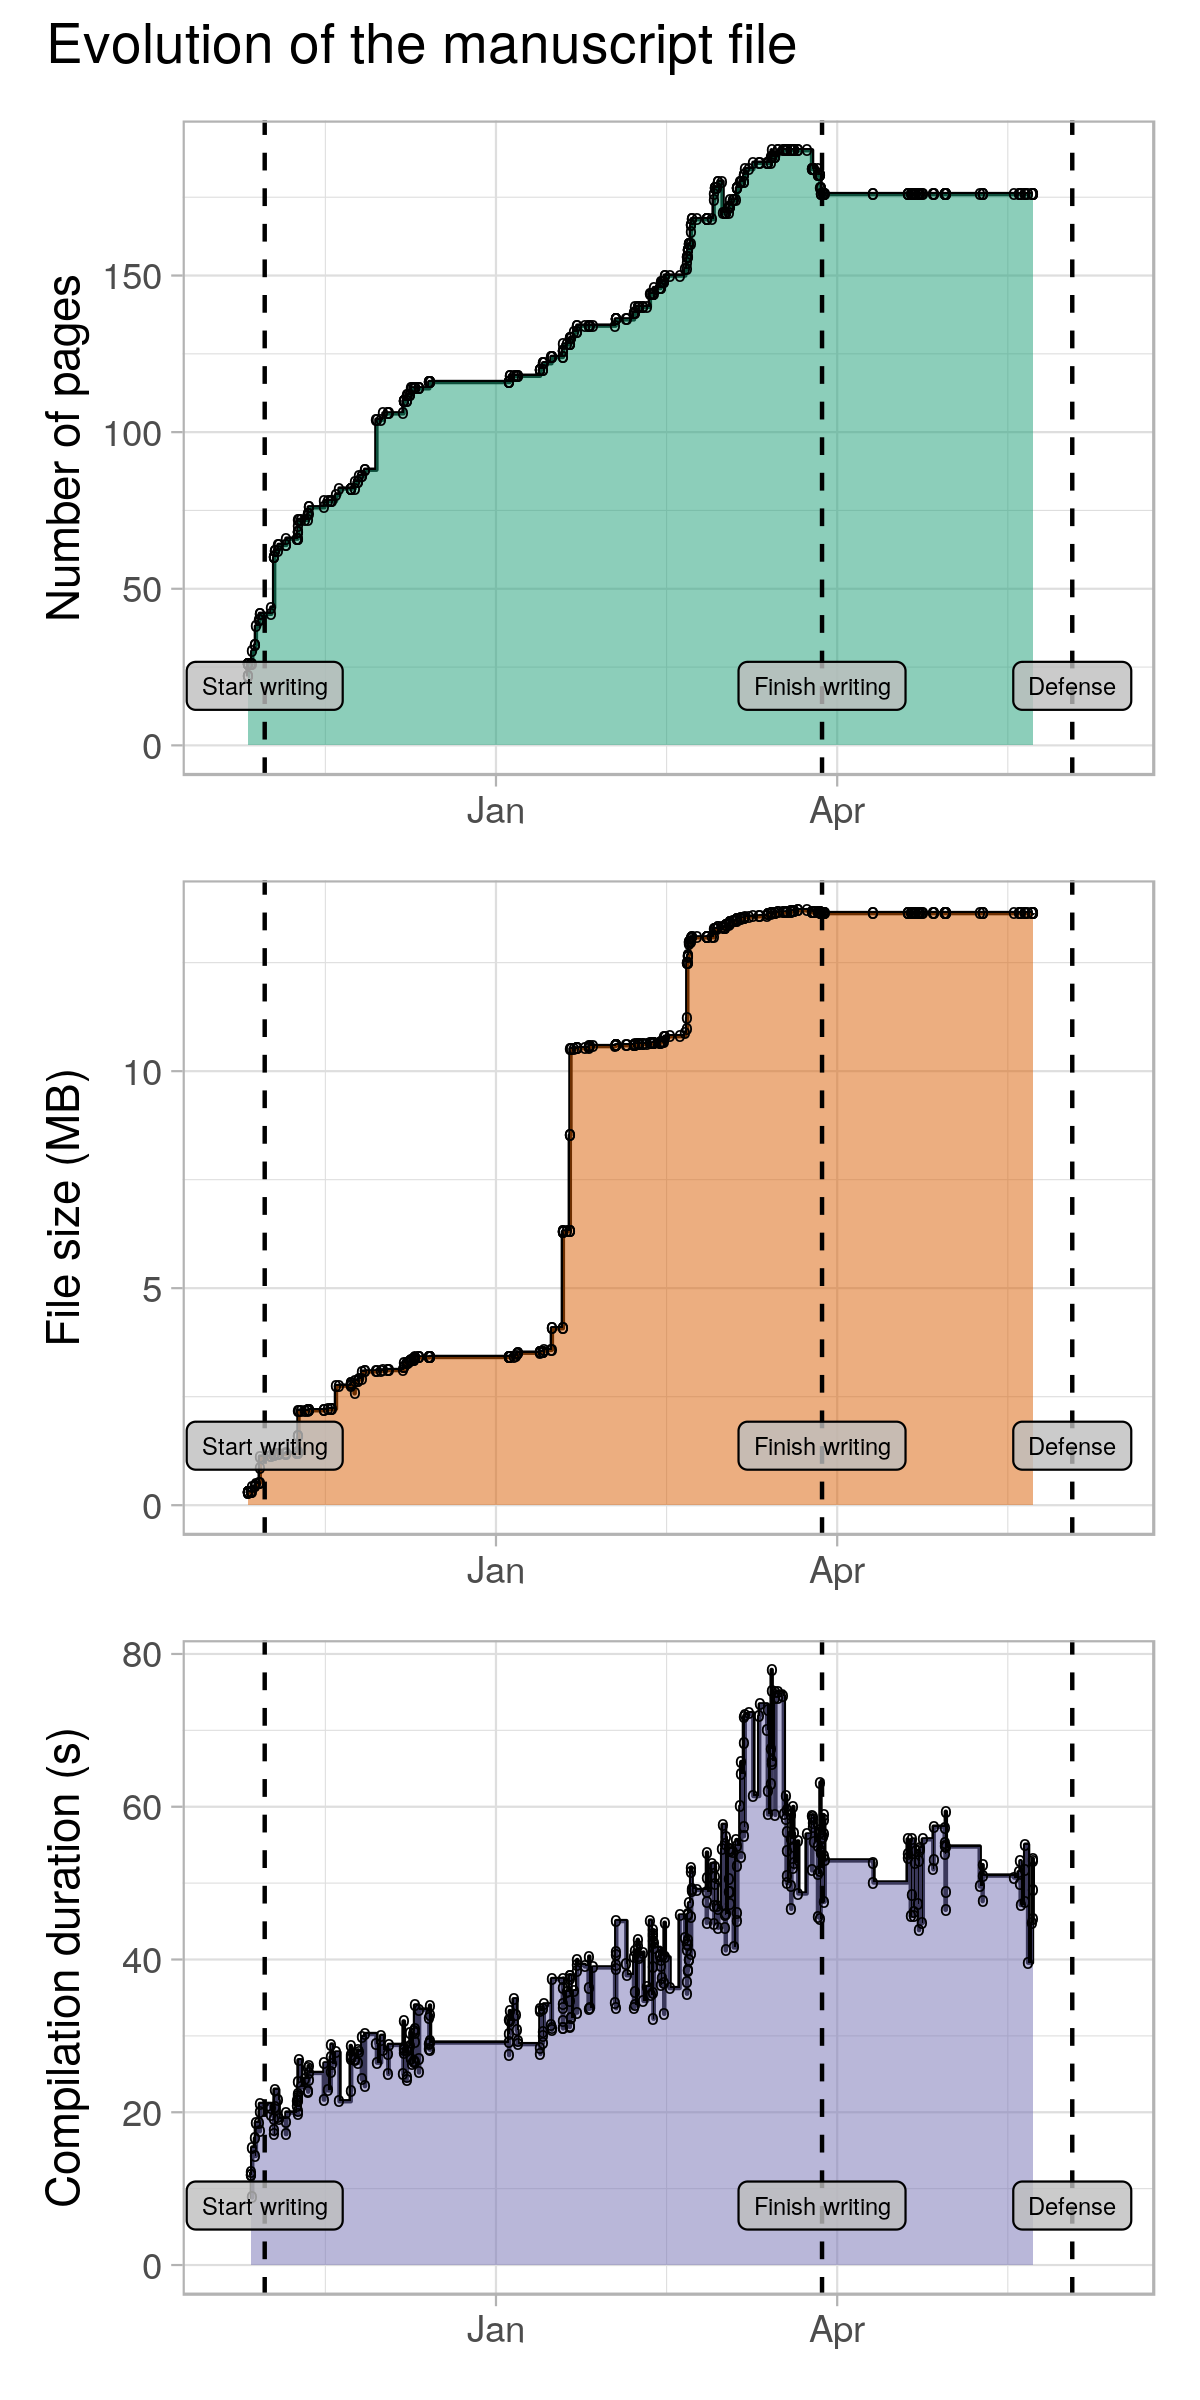 Evolution of the manuscript file
Number of pages
150
100
50
0
Start writing
Finish writing
Defense
Jan
Apr
File size (MB)
10
5
0
Start writing
Finish writing
Defense
Jan
Apr
Compilation duration (s)
80
60
40
20
0
Start writing
Finish writing
Defense
Jan
Apr